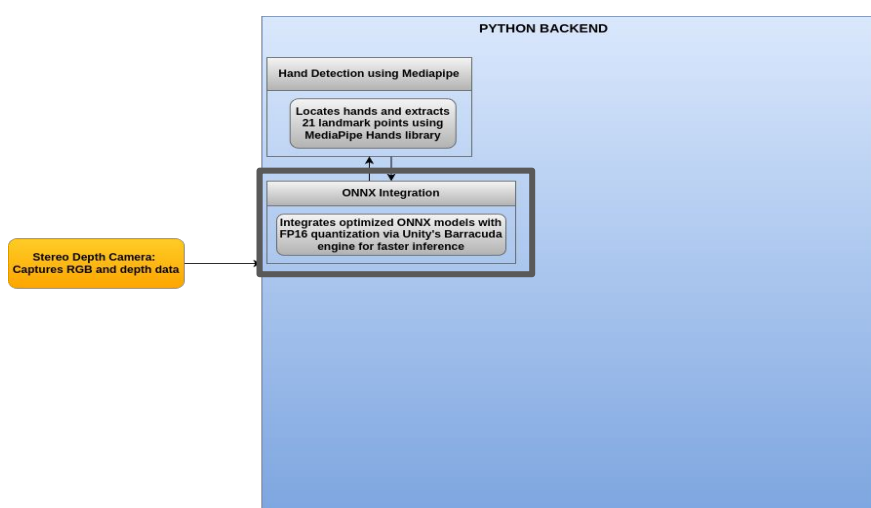 PYTHON BACKEND
Hand Detection using Mediapipe
Locates hands and extracts
21 landmark points using
MediaPipe Hands library
ONNX Integration
Integrates optimized ONNX models with
FP16 quantization via Unity's Barracuda
engine for faster inference
Stereo Depth Camera:
Captures RGB and depth data